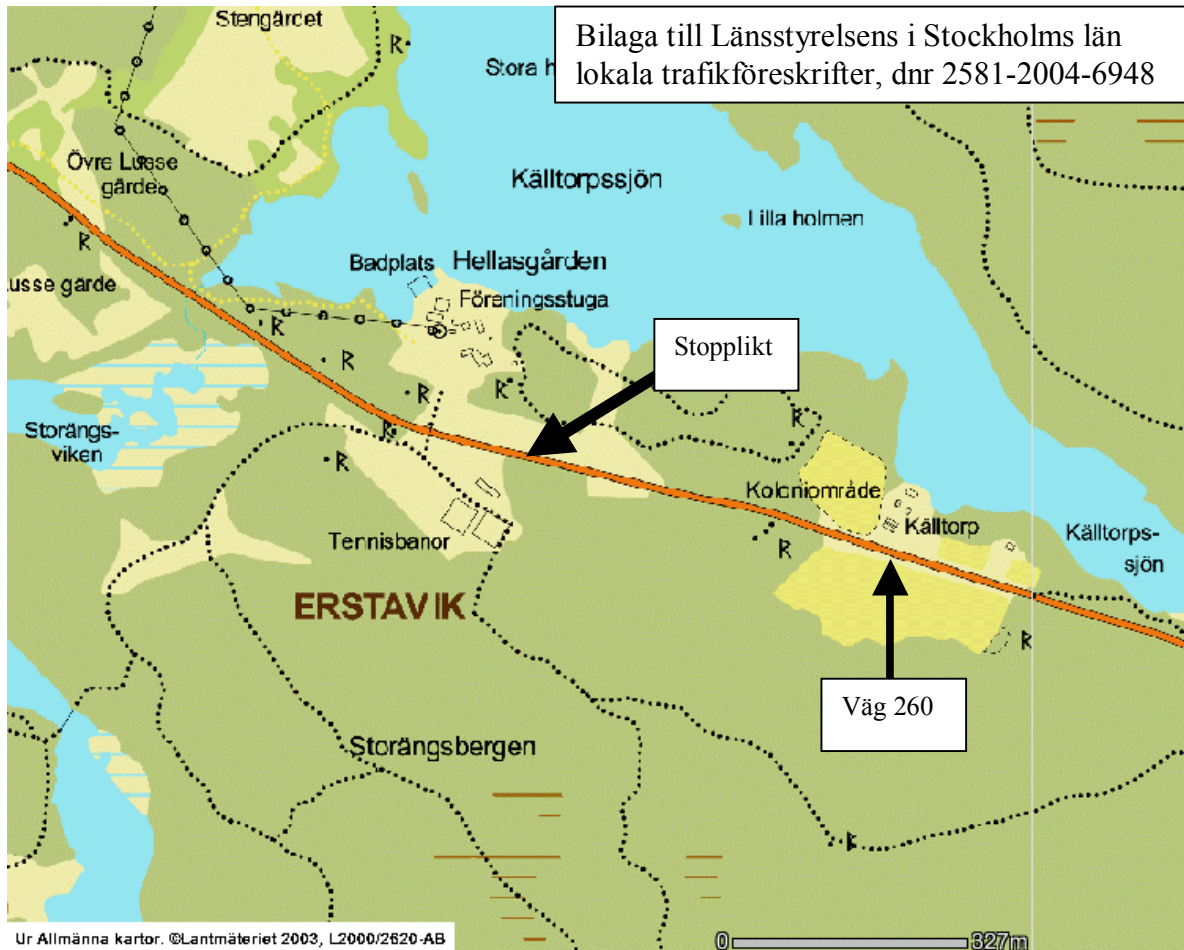 Bilaga till Länsstyrelsens i Stockholms län
lokala trafikföreskrifter, dnr 2581-2004-6948
Stengärdet
R
Stora h
Övre Lusse
gärde
Källtorpssjön
Lilla holmen
R
Badplats
Hellasgården
usse gärde
Föreningsstuga
R
Stopplikt
R
R
R
R
Storängs-
viken
R
R
Koloniområde
Källtorp
Tennisbanor
R
Källtorps-
sjön
ERSTAVIK
R
Väg 260
Storängsbergen
R
Ur Allmänna kartor. ©Lantmäteriet 2003, L2000/2620-AB
0 327m